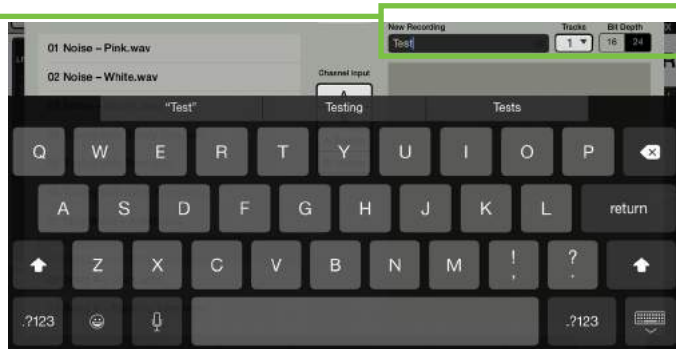 New Recording Tracks Bit Depth
Test 1 16 24
01 Noise – Pink.wav
02 Noise – White.wav
Channel Input
A
"Test" Testing Tests
Q W E R T Y U I O P
A S D F G H J K L return
Z X C V B N M ! , ? .
.?123 .?123